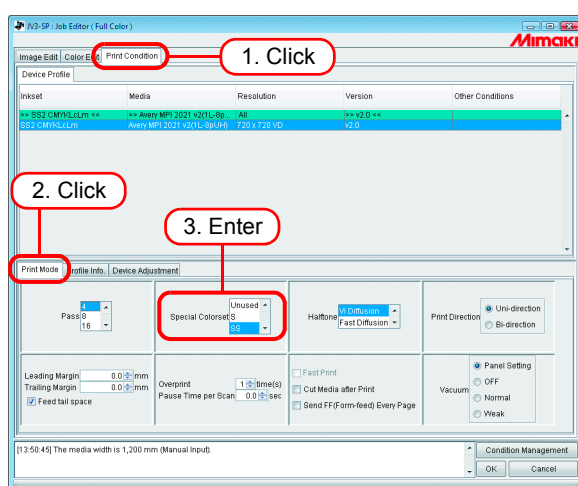 JV3-SP : Job Editor ( Full Color )
Mimaki
Image Edit Color Edit Print Condition
1. Click
Device Profile
Inkset Media Resolution Version Other Conditions
>> SS2 CMYKLcLm << >> Avery MPI 2021 v2(1L-8p... All >> v2.0 <<
SS2 CMYKLcLm Avery MPI 2021 v2(1L-8pUH) 720 x 720 VD v2.0
2. Click
3. Enter
Print Mode Profile Info. Device Adjustment
Pass 4 8 16
Special Colorset Unused S SS
Halftone VI Diffusion Fast Diffusion
Print Direction Uni-direction Bi-direction
Leading Margin 0.0 mm
Trailing Margin 0.0 mm
Feed tail space
Overprint 1 time(s)
Pause Time per Scan 0.0 sec
Fast Print
Cut Media after Print
Send FF(Form-feed) Every Page
Vacuum Panel Setting OFF Normal Weak
[13:50:45] The media width is 1,200 mm (Manual Input).
Condition Management
OK Cancel